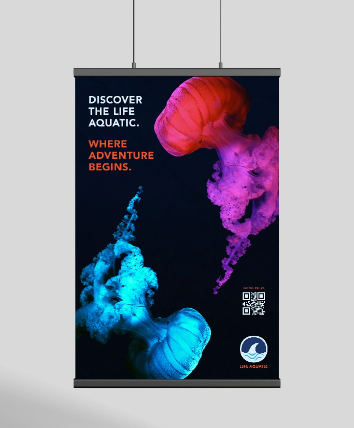 DISCOVER
THE LIFE
AQUATIC.
WHERE
ADVENTURE
BEGINS.
LIFE AQUATIC